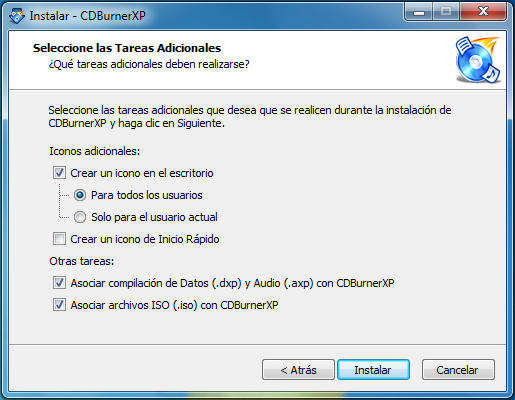 Instalar - CDBurnerXP
Seleccione las Tareas Adicionales
¿Qué tareas adicionales deben realizarse?
Seleccione las tareas adicionales que desea que se realicen durante la instalación de
CDBurnerXP y haga clic en Siguiente.
Iconos adicionales:
Crear un icono en el escritorio
Para todos los usuarios
Solo para el usuario actual
Crear un icono de Inicio Rápido
Otras tareas:
Asociar compilación de Datos (.dxp) y Audio (.axp) con CDBurnerXP
Asociar archivos ISO (.iso) con CDBurnerXP
< Atrás Instalar Cancelar